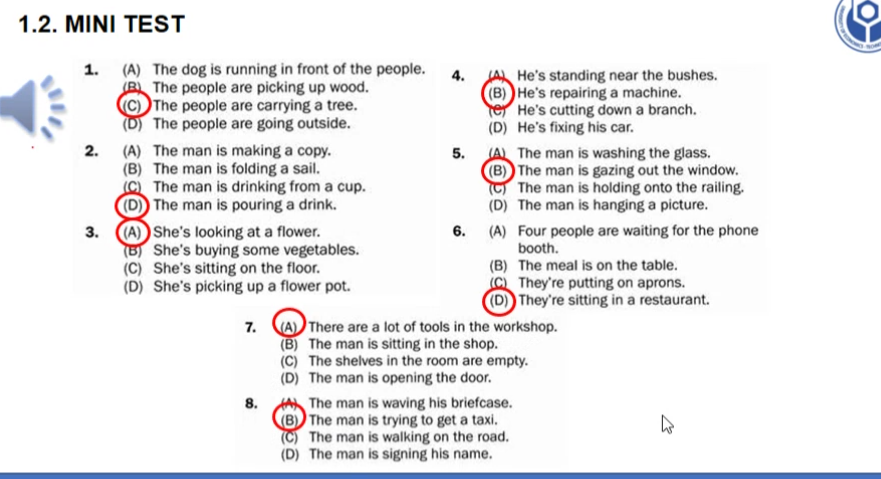 1.2. MINI TEST
1. (A) The dog is running in front of the people.
(B) The people are picking up wood.
(C) The people are carrying a tree.
(D) The people are going outside.
2. (A) The man is making a copy.
(B) The man is folding a sail.
(C) The man is drinking from a cup.
(D) The man is pouring a drink.
3. (A) She's looking at a flower.
(B) She's buying some vegetables.
(C) She's sitting on the floor.
(D) She's picking up a flower pot.
4. (A) He's standing near the bushes.
(B) He's repairing a machine.
(C) He's cutting down a branch.
(D) He's fixing his car.
5. (A) The man is washing the glass.
(B) The man is gazing out the window.
(C) The man is holding onto the railing.
(D) The man is hanging a picture.
6. (A) Four people are waiting for the phone
booth.
(B) The meal is on the table.
(C) They're putting on aprons.
(D) They're sitting in a restaurant.
7. (A) There are a lot of tools in the workshop.
(B) The man is sitting in the shop.
(C) The shelves in the room are empty.
(D) The man is opening the door.
8. (A) The man is waving his briefcase.
(B) The man is trying to get a taxi.
(C) The man is walking on the road.
(D) The man is signing his name.